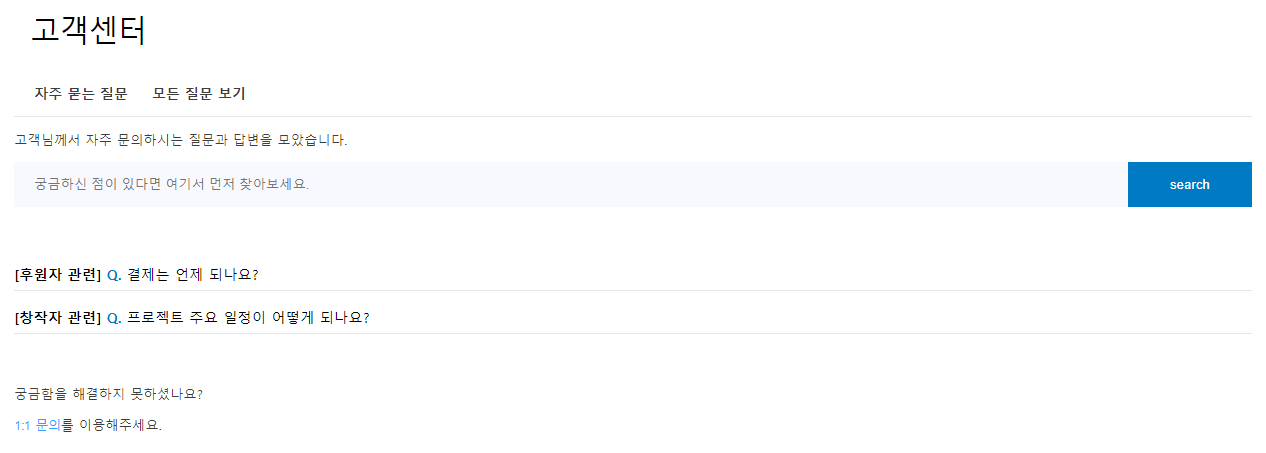 고객센터
자주 묻는 질문 모든 질문 보기
고객님께서 자주 문의하시는 질문과 답변을 모았습니다.
궁금하신 점이 있다면 여기서 먼저 찾아보세요. search
[후원자 관련] Q. 결제는 언제 되나요?
[창작자 관련] Q. 프로젝트 주요 일정이 어떻게 되나요?
궁금함을 해결하지 못하셨나요?
1:1 문의를 이용해주세요.